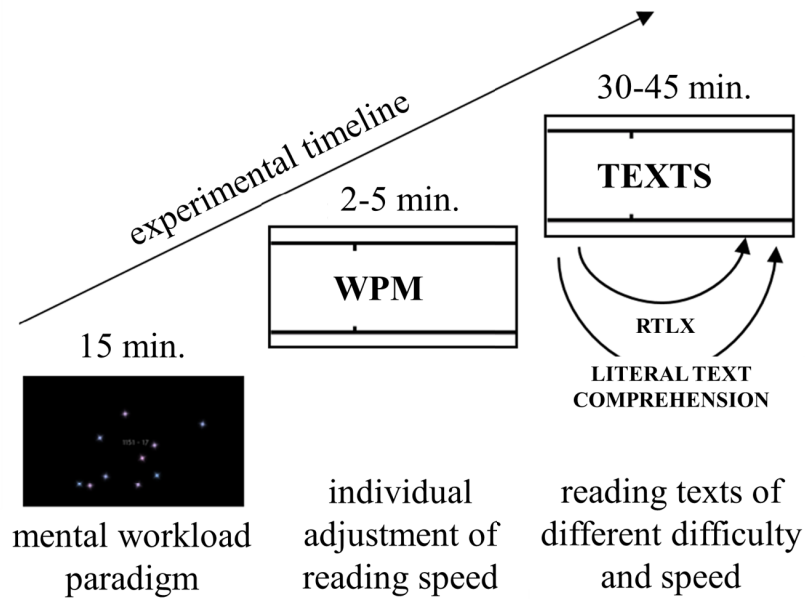 experimental timeline
15 min.
mental workload
paradigm
2-5 min.
WPM
individual
adjustment of
reading speed
30-45 min.
TEXTS
RTLX
LITERAL TEXT
COMPREHENSION
reading texts of
different difficulty
and speed